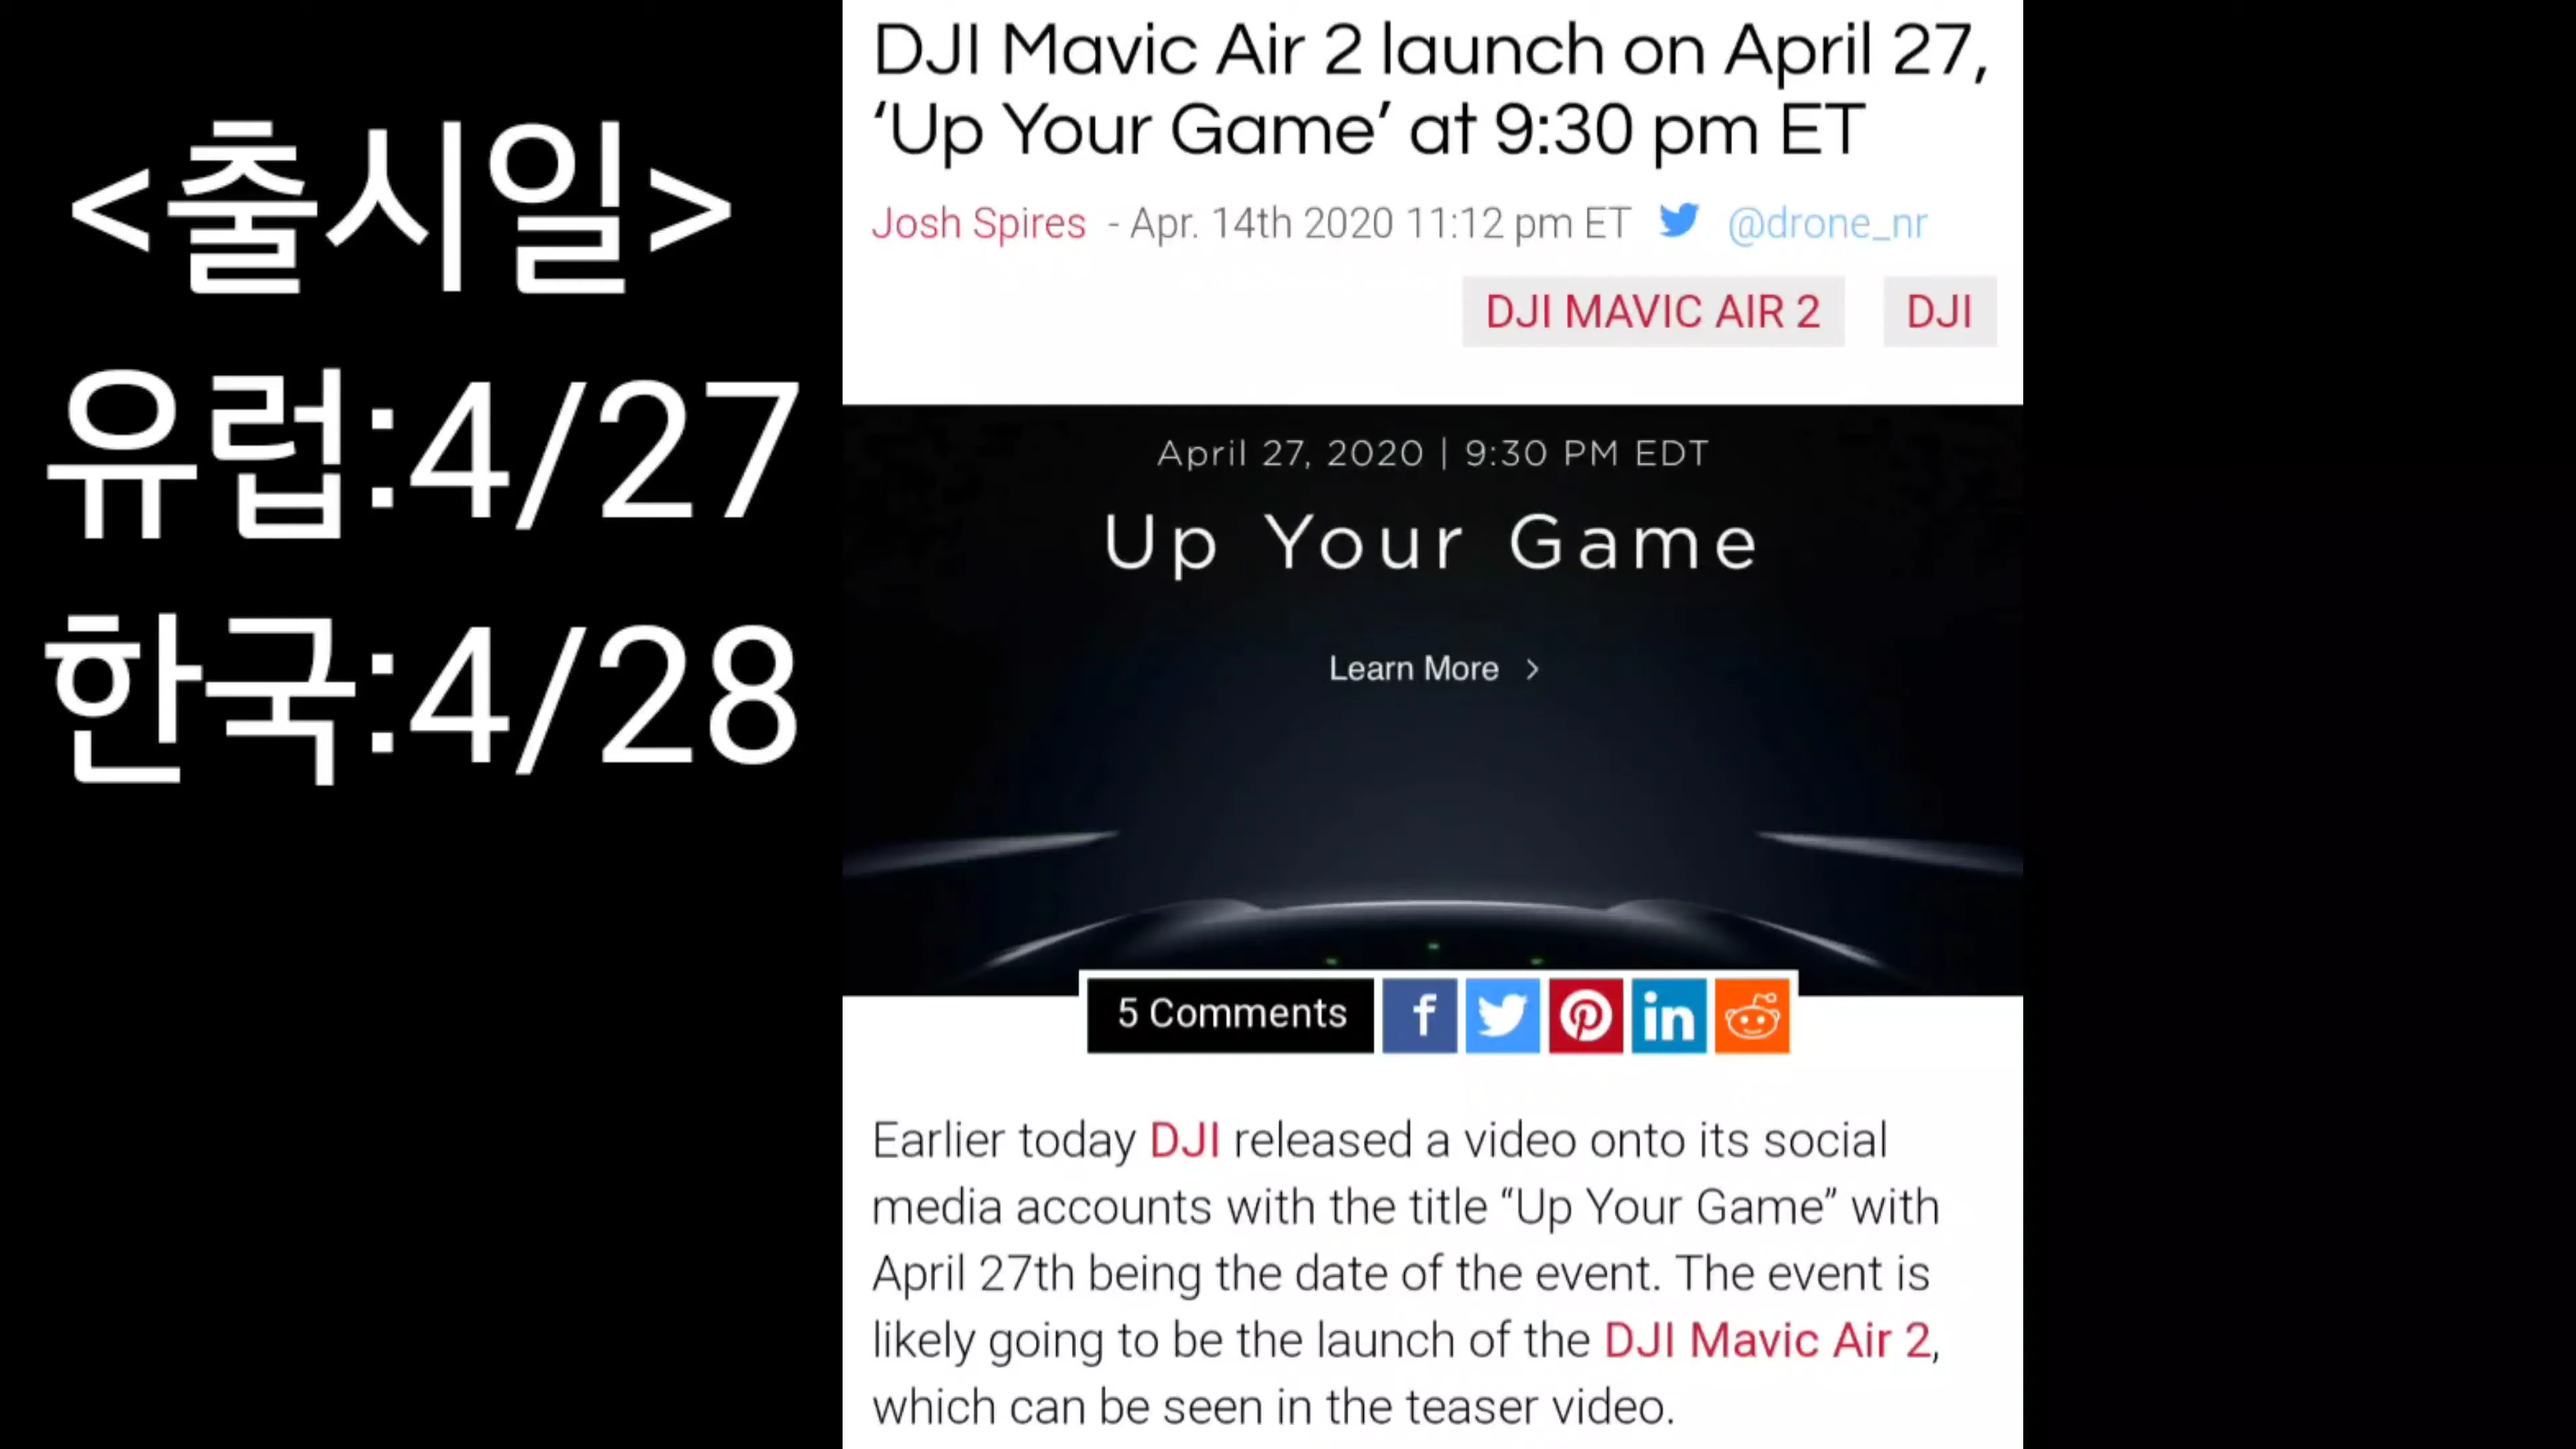 <출시일>
유럽:4/27
한국:4/28
DJI Mavic Air 2 launch on April 27,
‘Up Your Game’ at 9:30 pm ET
Josh Spires - Apr. 14th 2020 11:12 pm ET @drone_nr
DJI MAVIC AIR 2 DJI
April 27, 2020 | 9:30 PM EDT
Up Your Game
Learn More >
5 Comments
Earlier today DJI released a video onto its social
media accounts with the title “Up Your Game” with
April 27th being the date of the event. The event is
likely going to be the launch of the DJI Mavic Air 2,
which can be seen in the teaser video.